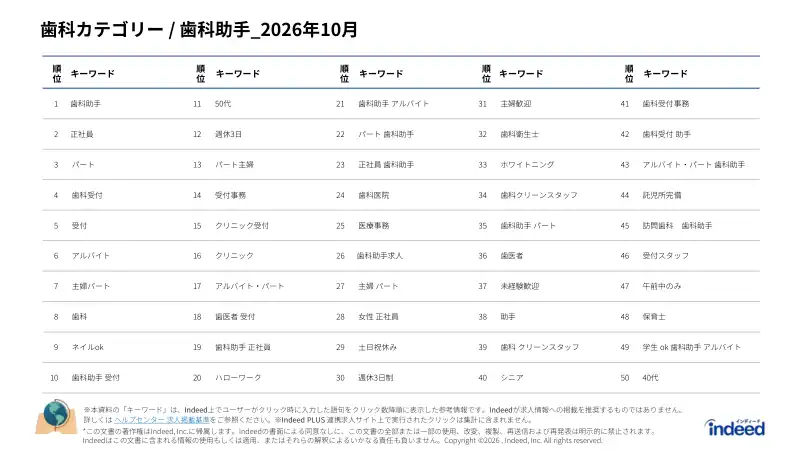 歯科カテゴリー / 歯科助手_2026年10月
順位 キーワード 順位 キーワード 順位 キーワード 順位 キーワード 順位 キーワード
1 歯科助手 11 50代 21 歯科助手 アルバイト 31 主婦歓迎 41 歯科受付事務
2 正社員 12 週休3日 22 パート 歯科助手 32 歯科衛生士 42 歯科受付 助手
3 パート 13 パート主婦 23 正社員 歯科助手 33 ホワイトニング 43 アルバイト・パート 歯科助手
4 歯科受付 14 受付事務 24 歯科医院 34 歯科クリーンスタッフ 44 託児所完備
5 受付 15 クリニック受付 25 医療事務 35 歯科助手 パート 45 訪問歯科　歯科助手
6 アルバイト 16 クリニック 26 歯科助手求人 36 歯医者 46 受付スタッフ
7 主婦パート 17 アルバイト・パート 27 主婦 パート 37 未経験歓迎 47 午前中のみ
8 歯科 18 歯医者 受付 28 女性 正社員 38 助手 48 保育士
9 ネイルok 19 歯科助手 正社員 29 土日祝休み 39 歯科 クリーンスタッフ 49 学生 ok 歯科助手 アルバイト
10 歯科助手 受付 20 ハローワーク 30 週休3日制 40 シニア 50 40代
※本資料の「キーワード」は、Indeed上でユーザーがクリック時に入力した語句をクリック数降順に表示した参考情報です。Indeedが求人情報への掲載を推奨するものではありません。
詳しくは ヘルプセンター 求人掲載基準をご参照ください。※Indeed PLUS 連携求人サイト上で実行されたクリックは集計に含まれません。
*この文書の著作権はIndeed, Inc.に帰属します。Indeedの書面による同意なしに、この文書の全部または一部の使用、改変、複製、再送信および再発表は明示的に禁止されます。
Indeedはこの文書に含まれる情報の使用もしくは適用、またはそれらの解釈によるいかなる責任も負いません。Copyright ©2026 , Indeed, Inc. All rights reserved.
インディード
indeed